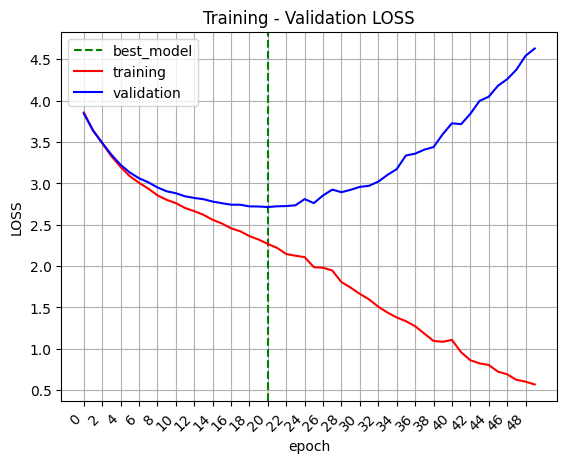 Training - Validation LOSS
best_model
training
validation
LOSS
4.5
4.0
3.5
3.0
2.5
2.0
1.5
1.0
0.5
0 2 4 6 8 10 12 14 16 18 20 22 24 26 28 30 32 34 36 38 40 42 44 46 48
epoch